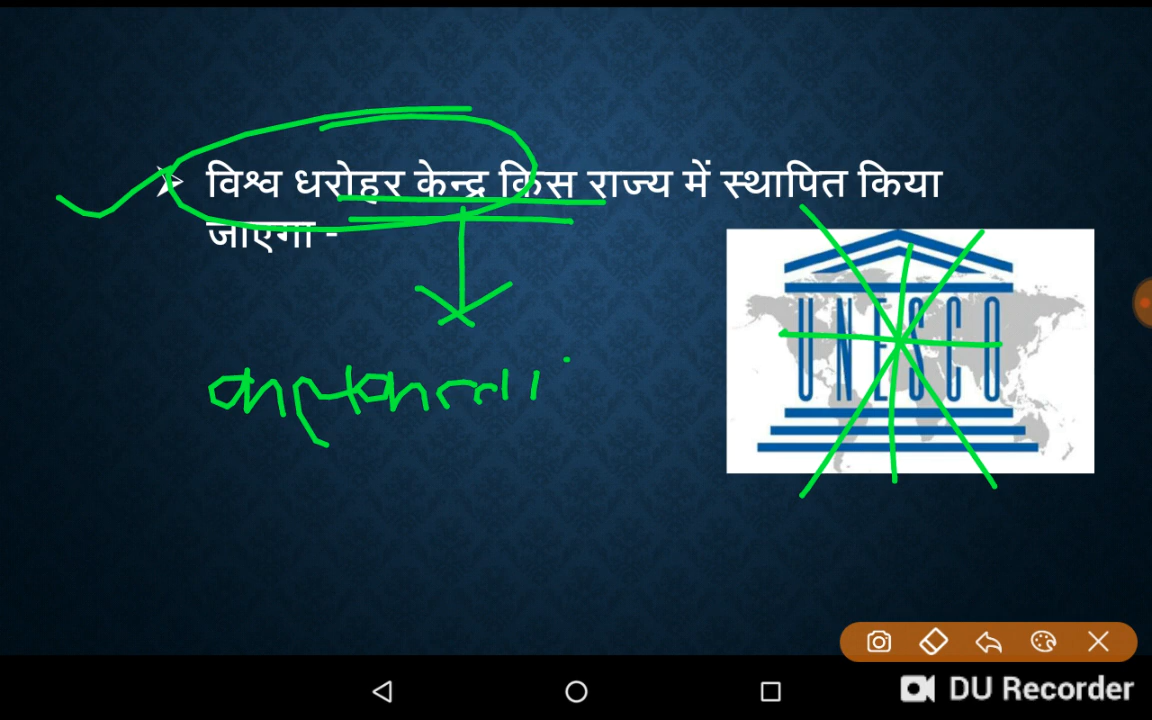 विश्व धरोहर केन्द्र किस राज्य में स्थापित किया
जाएगा -
UNESCO
DU Recorder